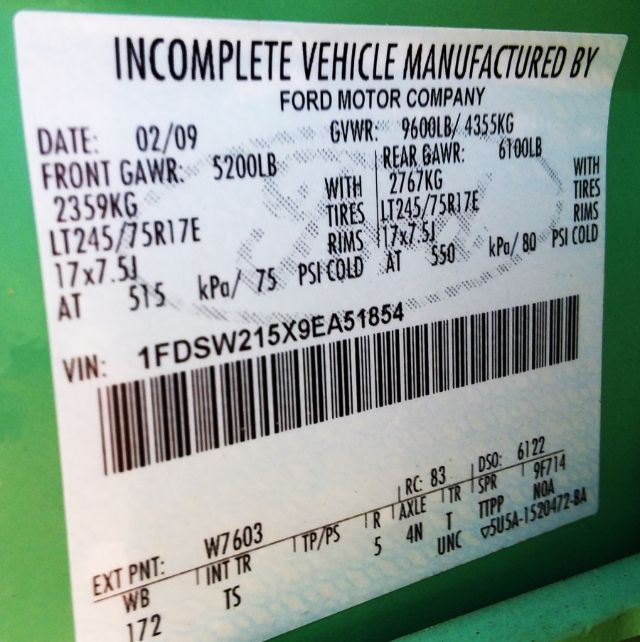 INCOMPLETE VEHICLE MANUFACTURED BY
FORD MOTOR COMPANY
DATE: 02/09 GVWR: 9600LB/ 4355KG
FRONT GAWR: 5200LB REAR GAWR: 6100LB
2359KG WITH 2767KG WITH
LT245/75R17E TIRES LT245/75R17E TIRES
17x7.5J RIMS 17x7.5J RIMS
AT 515 kPa/ 75 PSI COLD AT 550 kPa/ 80 PSI COLD
VIN: 1FDSW215X9EA51854
EXT PNT: W7603 RC: 83 DSO: 6122
WB INT TR TP/PS R AXLE TR SPR 9F714
172 TS 5 4N T TTPP NOA
UNC ▽5U5A-1520472-BA